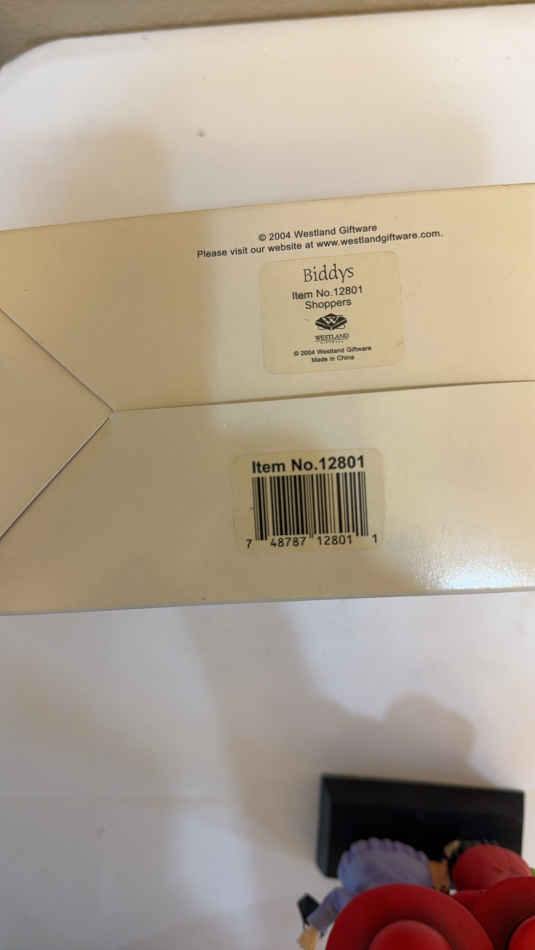 © 2004 Westland Giftware
Please visit our website at www.westlandgiftware.com.
Biddys
Item No.12801
Shoppers
WESTLAND
GIFTWARE
© 2004 Westland Giftware
Made in China
Item No.12801
7 48787 12801 1